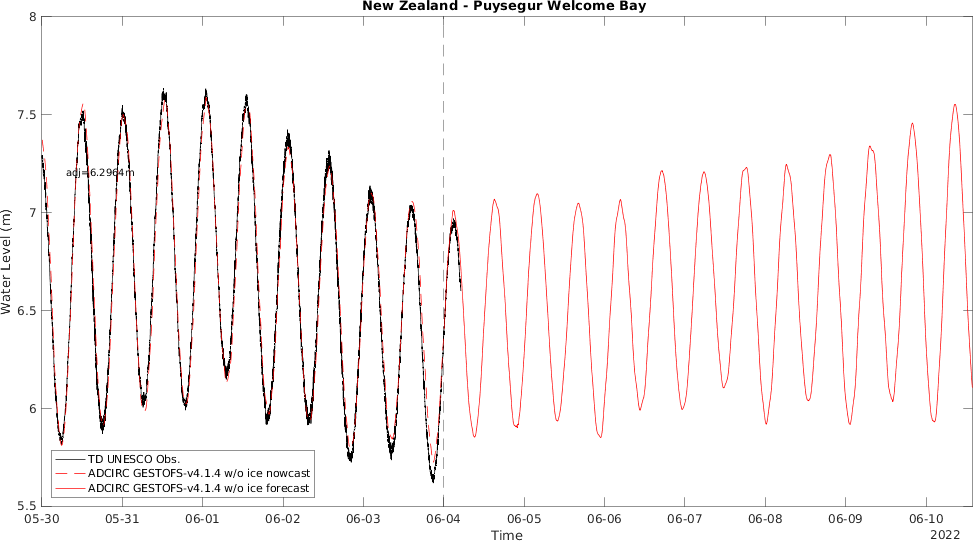 New Zealand - Puysegur Welcome Bay
8
7.5
7
6.5
6
5.5
Water Level (m)
adj=6.2964m
TD UNESCO Obs.
ADCIRC GESTOFS-v4.1.4 w/o ice nowcast
ADCIRC GESTOFS-v4.1.4 w/o ice forecast
05-30 05-31 06-01 06-02 06-03 06-04 06-05 06-06 06-07 06-08 06-09 06-10
2022
Time